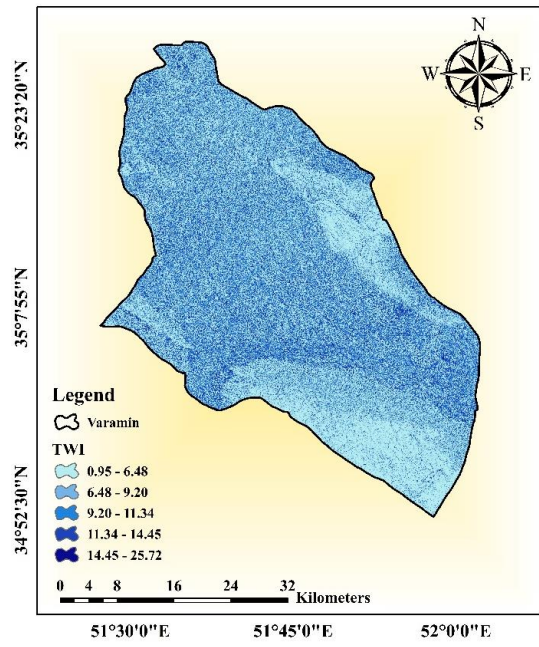 N
W E
S
35°23'20"N
35°7'55"N
34°52'30"N
Legend
Varamin
TWI
0.95 - 6.48
6.48 - 9.20
9.20 - 11.34
11.34 - 14.45
14.45 - 25.72
0 4 8 16 24 32
Kilometers
51°30'0"E 51°45'0"E 52°0'0"E